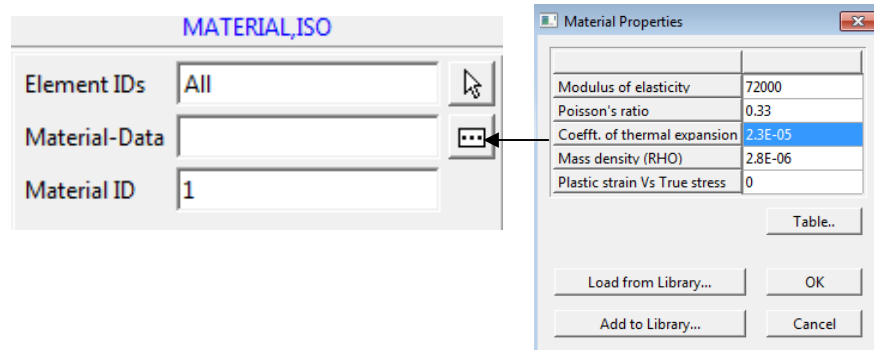 MATERIAL,ISO
Element IDs All
Material-Data
Material ID 1
Material Properties
Modulus of elasticity 72000
Poisson's ratio 0.33
Coefft. of thermal expansion 2.3E-05
Mass density (RHO) 2.8E-06
Plastic strain Vs True stress 0
Table..
Load from Library... OK
Add to Library... Cancel